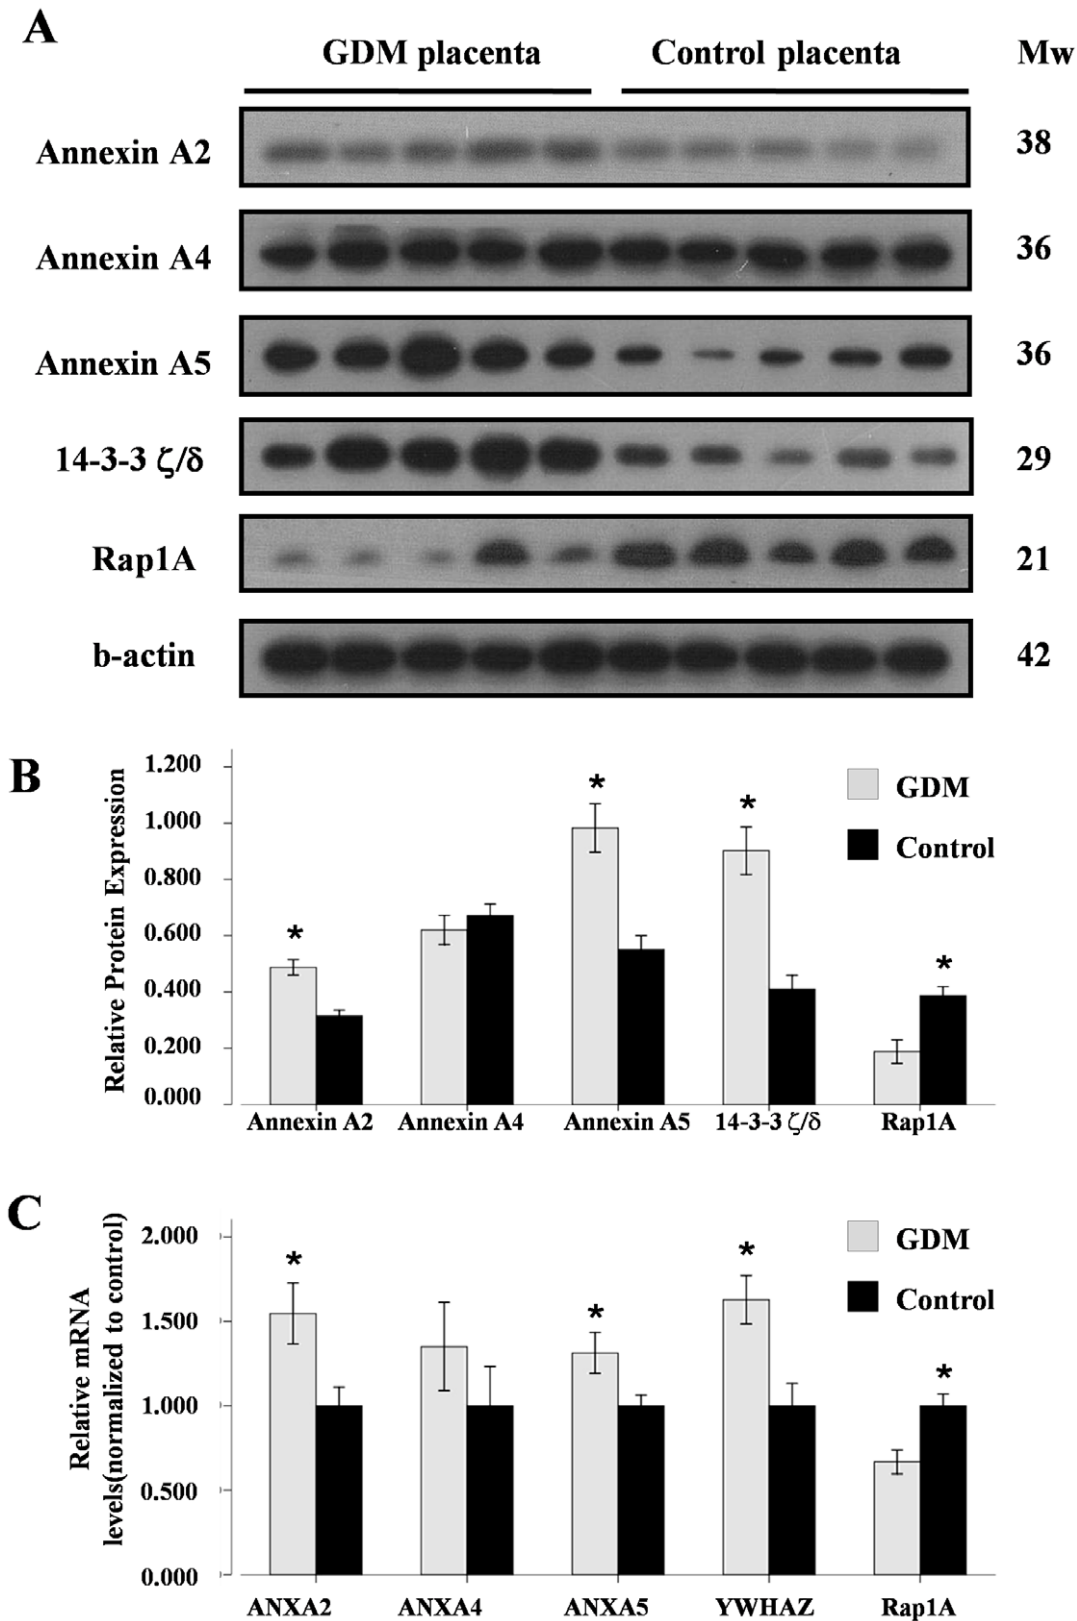 A
GDM placenta Control placenta Mw
Annexin A2 38
Annexin A4 36
Annexin A5 36
14-3-3 ζ/δ 29
Rap1A 21
b-actin 42
B
Relative Protein Expression
1.200
1.000
0.800
0.600
0.400
0.200
0.000
* * * *
GDM
Control
Annexin A2 Annexin A4 Annexin A5 14-3-3 ζ/δ Rap1A
C
Relative mRNA
levels(normalized to control)
2.000
1.500
1.000
0.500
0.000
* * * *
GDM
Control
ANXA2 ANXA4 ANXA5 YWHAZ Rap1A